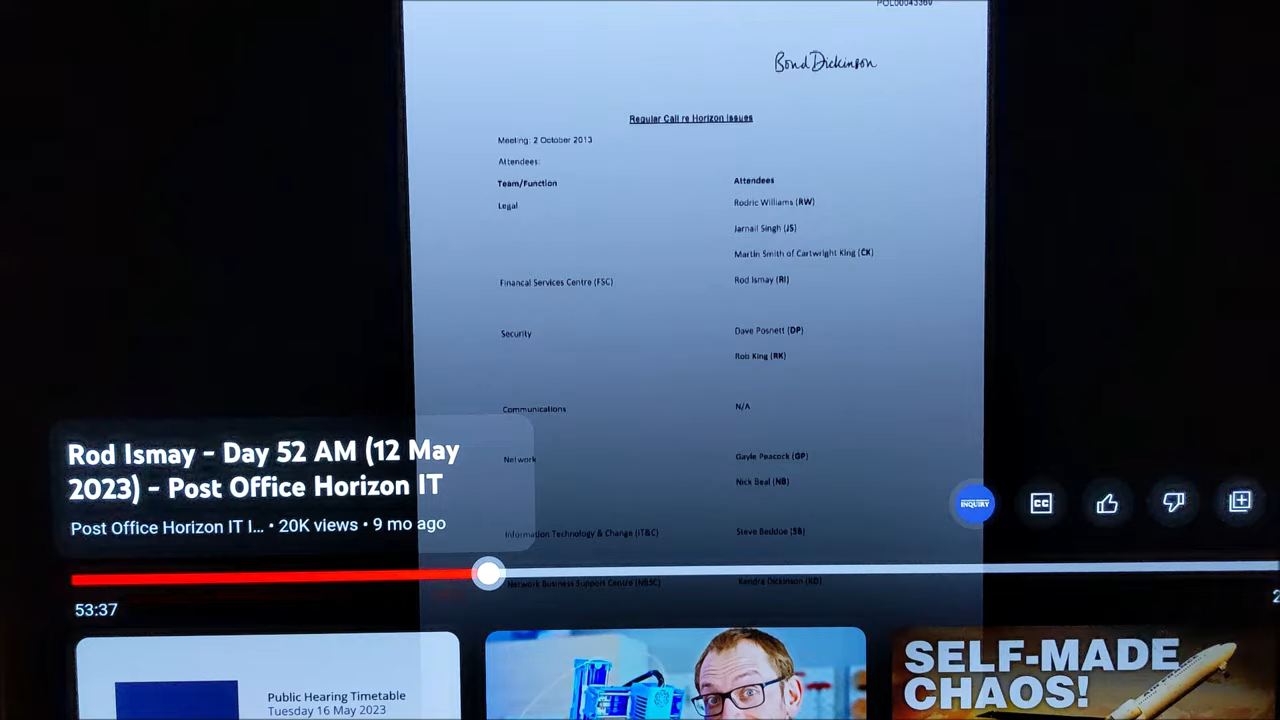 POL00043360
Bond Dickinson
Regular Call re Horizon Issues
Meeting: 2 October 2013
Attendees:
Team/Function Attendees
Legal Rodric Williams (RW)
Jarnail Singh (JS)
Martin Smith of Cartwright King (CK)
Financal Services Centre (FSC) Rod Ismay (RI)
Security Dave Posnett (DP)
Rob King (RK)
Communications N/A
Network Gayle Peacock (GP)
Nick Beal (NB)
Information Technology & Change (IT&C) Steve Beddoe (SB)
Network Business Support Centre (NBSC) Kendra Dickinson (KD)
Rod Ismay - Day 52 AM (12 May
2023) - Post Office Horizon IT
Post Office Horizon IT I... • 20K views • 9 mo ago
INQUIRY
CC
53:37
2
Public Hearing Timetable
Tuesday 16 May 2023
SELF-MADE
CHAOS!